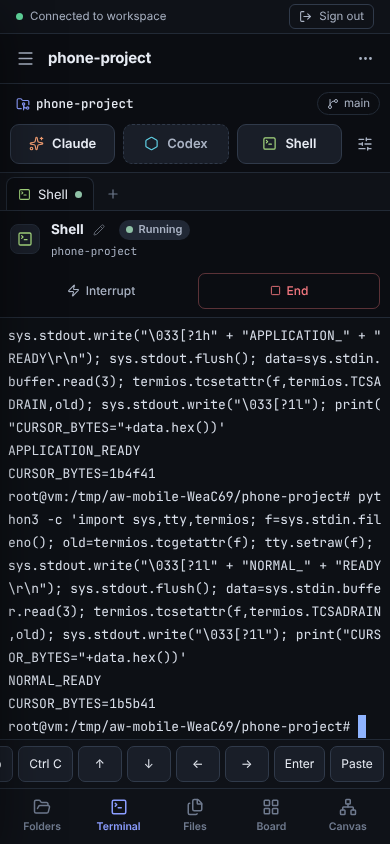 Connected to workspace
Sign out
phone-project
phone-project
main
Claude
Codex
Shell
Shell
Shell
Running
phone-project
Interrupt
End
sys.stdout.write("\033[?1h" + "APPLICATION_" + "
READY\r\n"); sys.stdout.flush(); data=sys.stdin.
buffer.read(3); termios.tcsetattr(f,termios.TCSA
DRAIN,old); sys.stdout.write("\033[?1l"); print(
"CURSOR_BYTES="+data.hex())'
APPLICATION_READY
CURSOR_BYTES=1b4f41
root@vm:/tmp/aw-mobile-WeaC69/phone-project# pyt
hon3 -c 'import sys,tty,termios; f=sys.stdin.fil
eno(); old=termios.tcgetattr(f); tty.setraw(f);
sys.stdout.write("\033[?1l" + "NORMAL_" + "READY
\r\n"); sys.stdout.flush(); data=sys.stdin.buffe
r.read(3); termios.tcsetattr(f,termios.TCSADRAIN
,old); sys.stdout.write("\033[?1l"); print("CURS
OR_BYTES="+data.hex())'
NORMAL_READY
CURSOR_BYTES=1b5b41
root@vm:/tmp/aw-mobile-WeaC69/phone-project#
Ctrl C
↑
↓
←
→
Enter
Paste
Folders
Terminal
Files
Board
Canvas